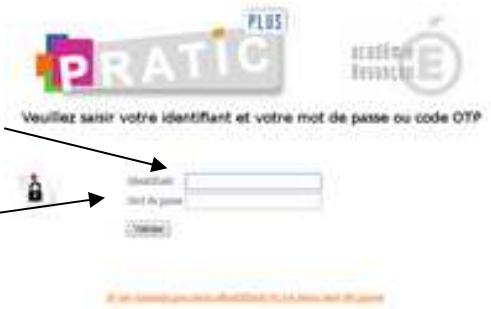 PLUS
PRATIC
académie
Besançon
Veuillez saisir votre identifiant et votre mot de passe ou code OTP
Identifiant
Mot de passe
Valider